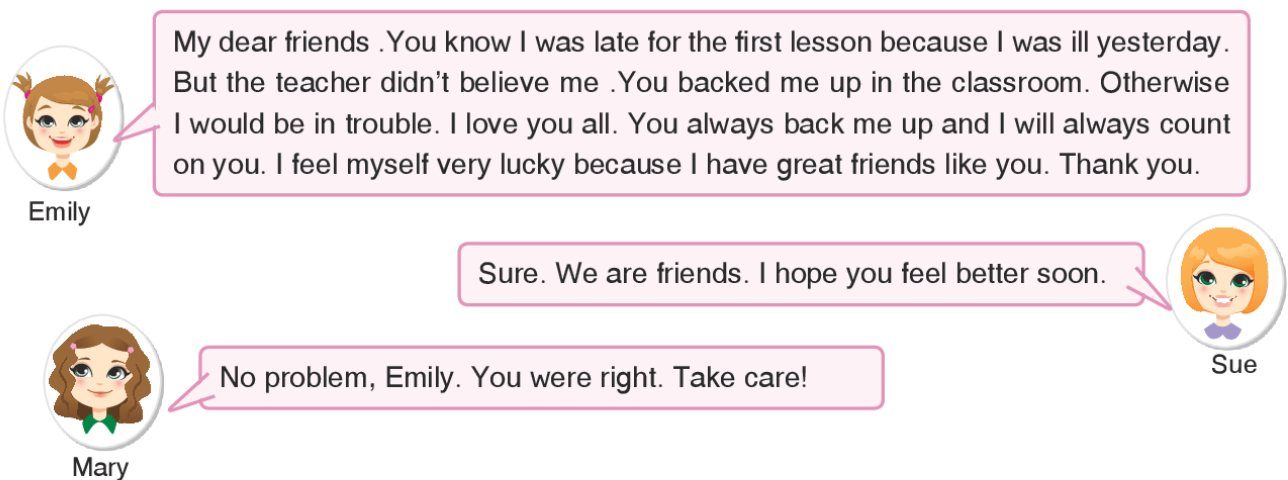 My dear friends .You know I was late for the first lesson because I was ill yesterday.
But the teacher didn’t believe me .You backed me up in the classroom. Otherwise
I would be in trouble. I love you all. You always back me up and I will always count
on you. I feel myself very lucky because I have great friends like you. Thank you.
Emily
Sure. We are friends. I hope you feel better soon.
Sue
No problem, Emily. You were right. Take care!
Mary